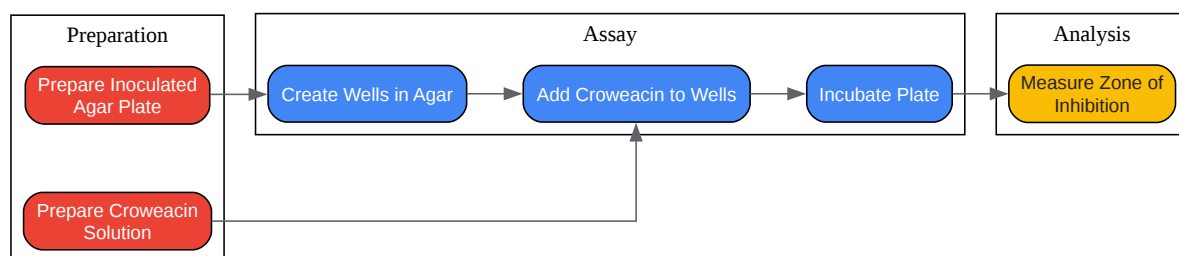 Preparation
Prepare Inoculated
Agar Plate
Prepare Croweacin
Solution
Assay
Create Wells in Agar
Add Croweacin to Wells
Incubate Plate
Analysis
Measure Zone of
Inhibition